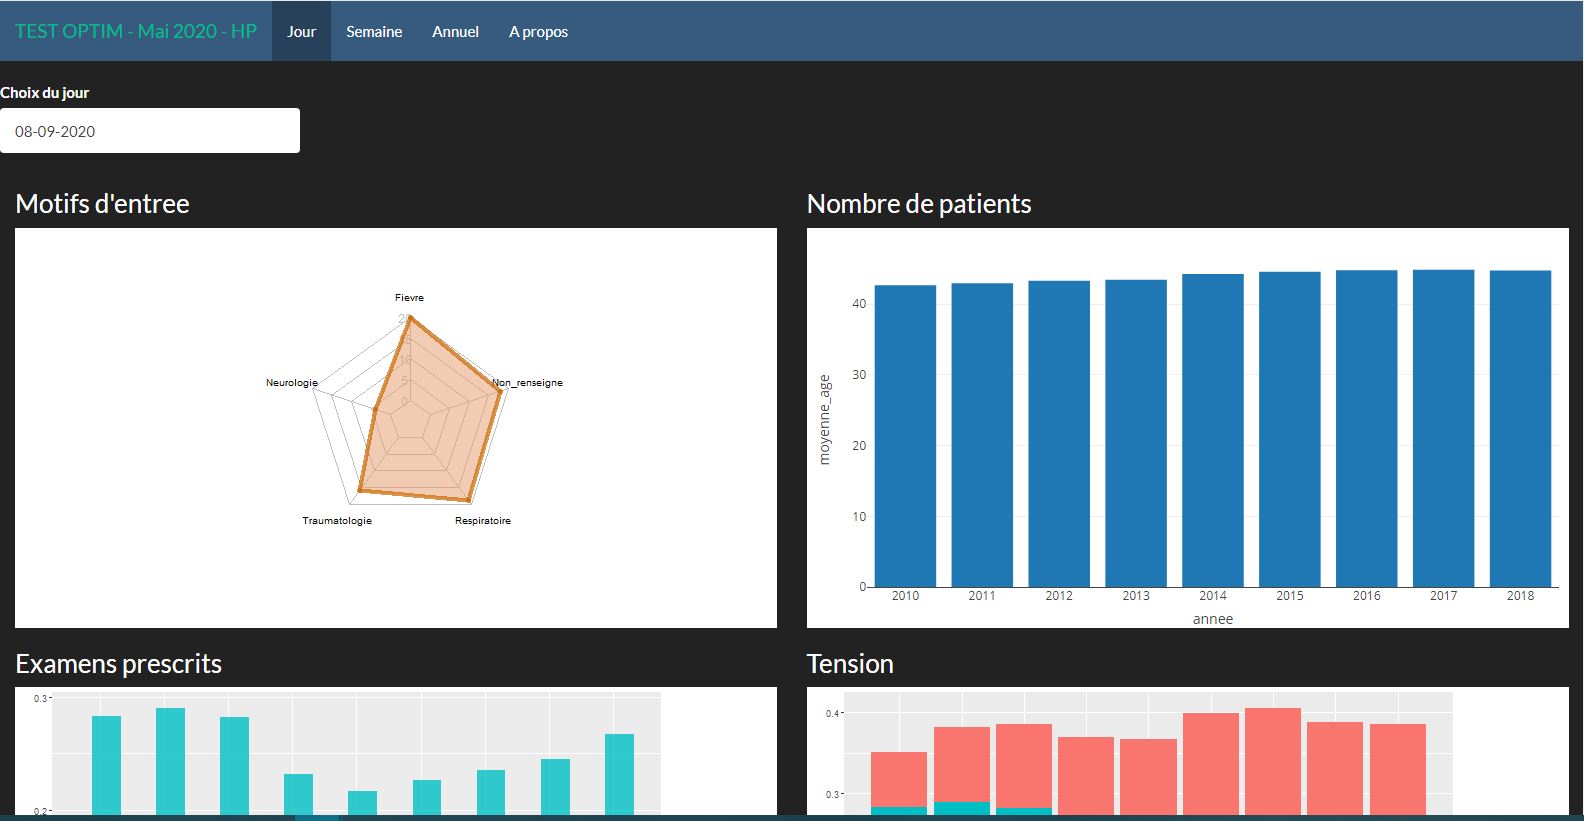 TEST OPTIM - Mai 2020 - HP Jour Semaine Annuel A propos
Choix du jour
08-09-2020
Motifs d'entree
Fievre
10
5
0
Neurologie
Non_renseigne
Traumatologie
Respiratoire
Nombre de patients
moyenne_age
40
30
20
10
0
2010 2011 2012 2013 2014 2015 2016 2017 2018
annee
Examens prescrits
0.3
0.2
Tension
0.4
0.3